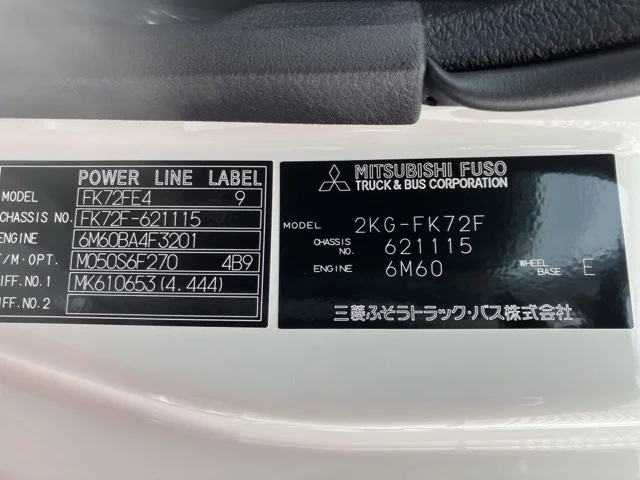 POWER LINE LABEL
MODEL FK72FE4 9
CHASSIS NO. FK72F-621115
ENGINE 6M60BA4F3201
T/M. OPT. M050S6F270 4B9
DIFF. NO.1 MK610653 (4.444)
DIFF. NO.2
MITSUBISHI FUSO
TRUCK & BUS CORPORATION
MODEL 2KG-FK72F
CHASSIS NO. 621115
ENGINE 6M60 WHEEL BASE E
三菱ふそうトラック・バス株式会社